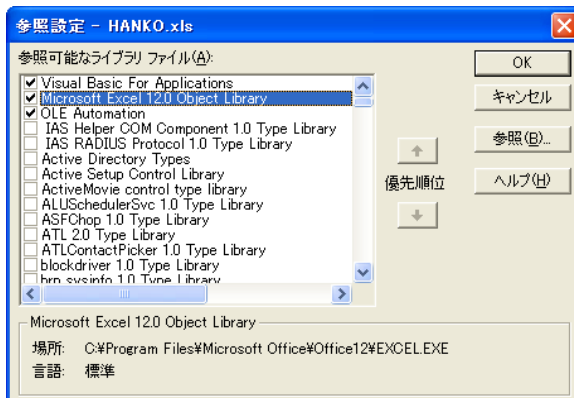 参照設定 - HANKO.xls
参照可能なライブラリ ファイル(A):
Visual Basic For Applications
Microsoft Excel 12.0 Object Library
OLE Automation
IAS Helper COM Component 1.0 Type Library
IAS RADIUS Protocol 1.0 Type Library
Active Directory Types
Active Setup Control Library
ActiveMovie control type library
ALUSchedulerSvc 1.0 Type Library
ASFChop 1.0 Type Library
ATL 2.0 Type Library
ATLContactPicker 1.0 Type Library
blockdriver 1.0 Type Library
brp_sysinfo 1.0 Type Library
OK
キャンセル
参照(B)...
優先順位
ヘルプ(H)
Microsoft Excel 12.0 Object Library
場所: C:¥Program Files¥Microsoft Office¥Office12¥EXCEL.EXE
言語: 標準